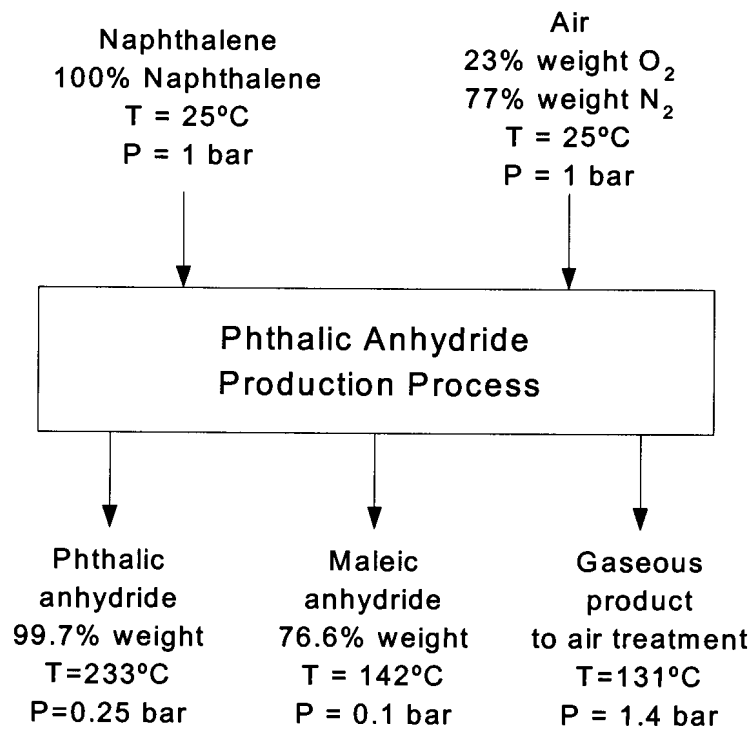 Naphthalene
100% Naphthalene
T = 25ºC
P = 1 bar
Air
23% weight O₂
77% weight N₂
T = 25ºC
P = 1 bar
Phthalic Anhydride
Production Process
Phthalic
anhydride
99.7% weight
T=233ºC
P=0.25 bar
Maleic
anhydride
76.6% weight
T = 142ºC
P = 0.1 bar
Gaseous
product
to air treatment
T=131ºC
P = 1.4 bar